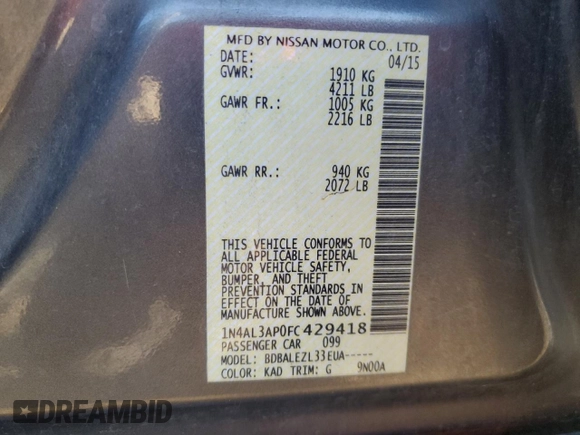 MFD BY NISSAN MOTOR CO., LTD.
DATE: 04/15
GVWR: 1910 KG
4211 LB
GAWR FR.: 1005 KG
2216 LB
GAWR RR.: 940 KG
2072 LB
THIS VEHICLE CONFORMS TO
ALL APPLICABLE FEDERAL
MOTOR VEHICLE SAFETY,
BUMPER, AND THEFT
PREVENTION STANDARDS IN
EFFECT ON THE DATE OF
MANUFACTURE SHOWN ABOVE.
1N4AL3AP0FC429418
PASSENGER CAR 099
MODEL: BDBALEZL33EUA-----
COLOR: KAD TRIM: G 9N00A
DREAMBID